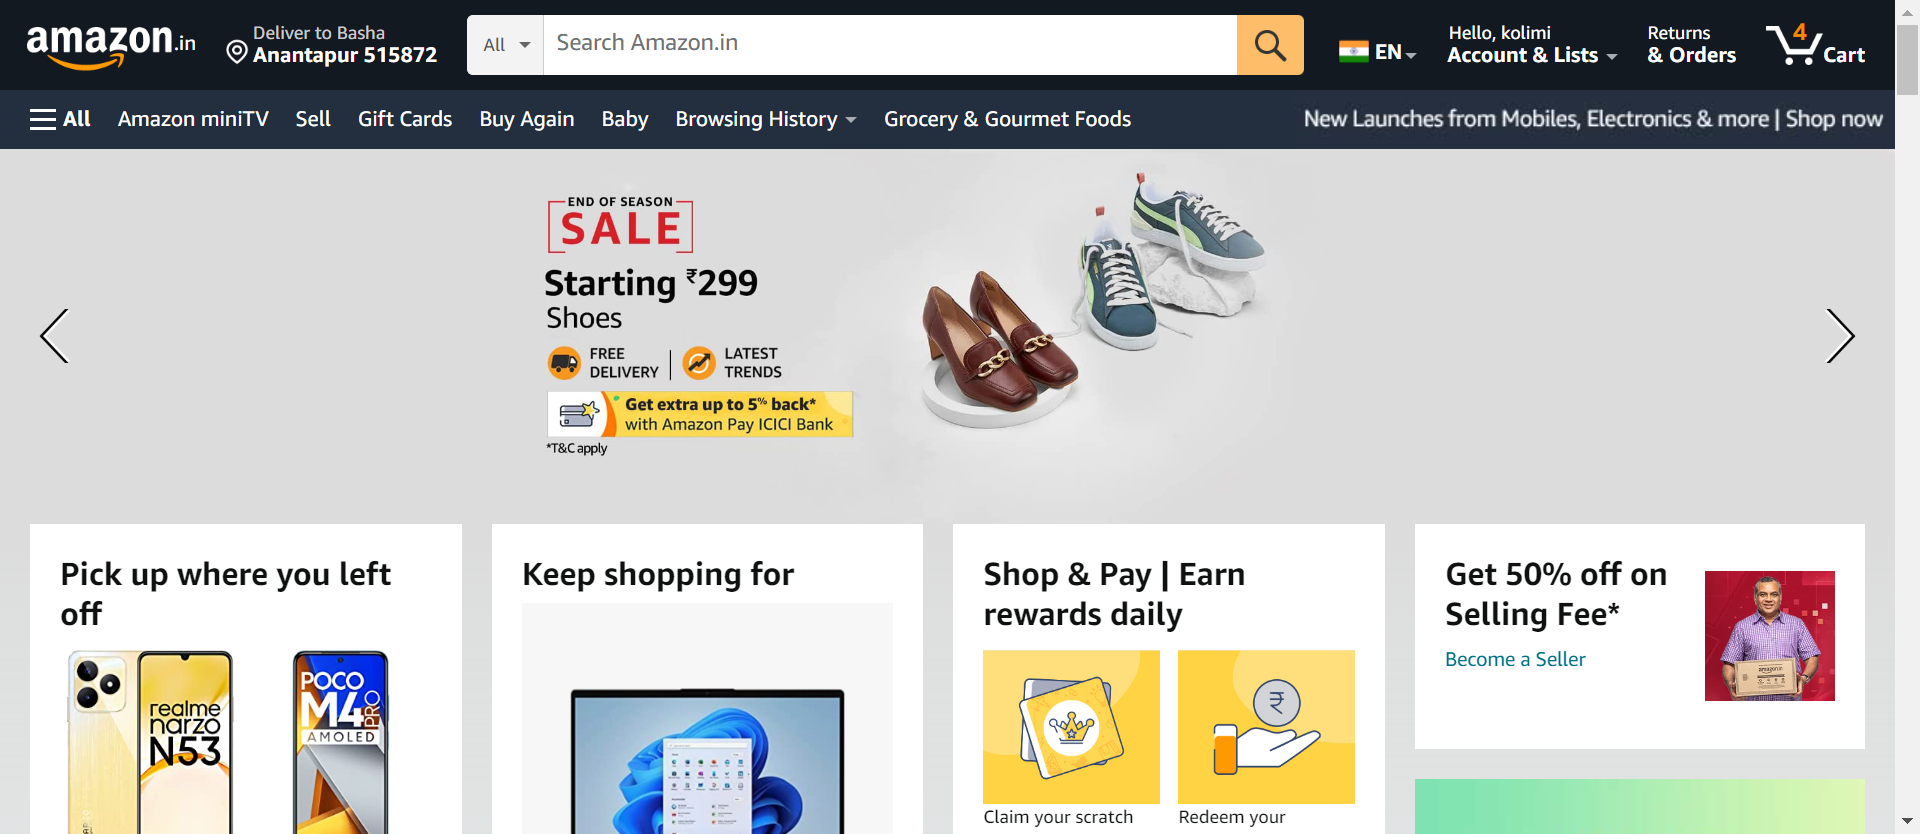 amazon.in
Deliver to Basha
Anantapur 515872
All
Search Amazon.in
EN
Hello, kolimi
Account & Lists
Returns
& Orders
4
Cart
All
Amazon miniTV
Sell
Gift Cards
Buy Again
Baby
Browsing History
Grocery & Gourmet Foods
New Launches from Mobiles, Electronics & more | Shop now
END OF SEASON
SALE
Starting ₹299
Shoes
FREE
DELIVERY
LATEST
TRENDS
Get extra up to 5% back*
with Amazon Pay ICICI Bank
*T&C apply
Pick up where you left
off
realme
narzo
N53
POCO
M4 PRO
AMOLED
Keep shopping for
Shop & Pay | Earn
rewards daily
₹
Claim your scratch
Redeem your
Get 50% off on
Selling Fee*
Become a Seller
amazon.in